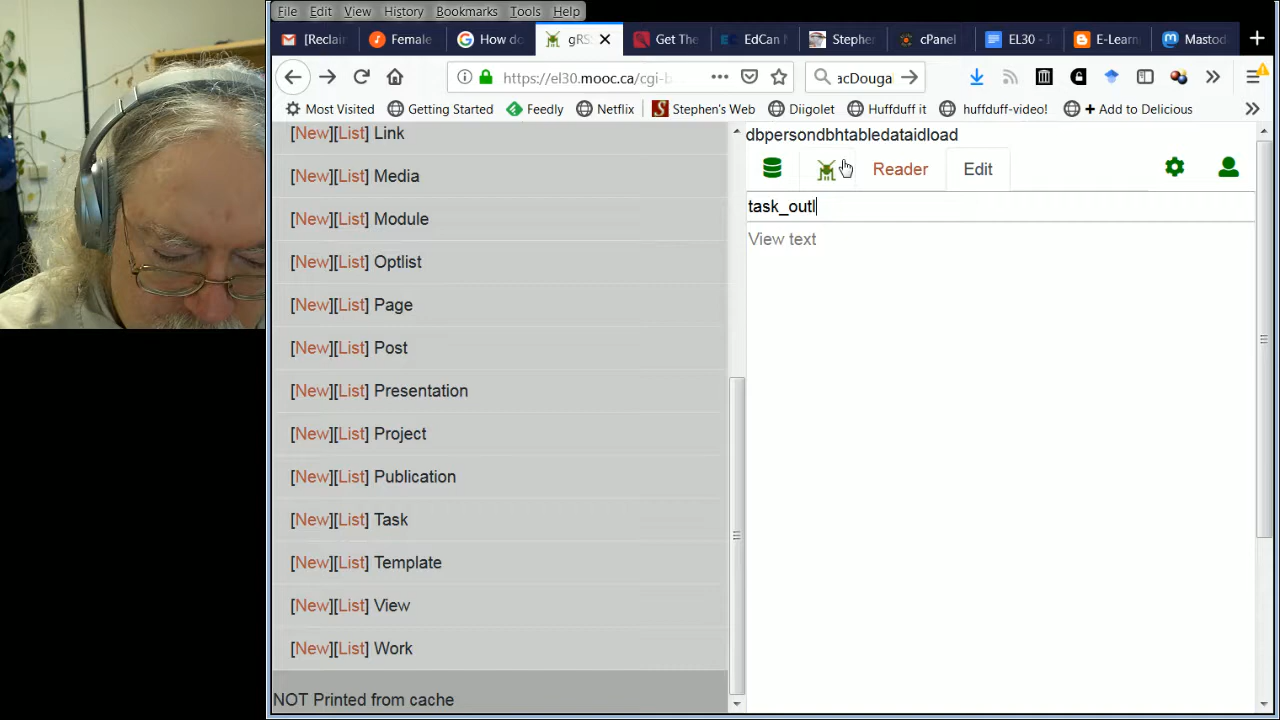 File Edit View History Bookmarks Tools Help
[Reclain Female How do gRS Get The EdCan Stephe cPanel EL30 - J E-Learn Mastod
https://el30.mooc.ca/cgi-b acDouga
Most Visited Getting Started Feedly Netflix Stephen's Web Diigolet Huffduff it huffduff-video! + Add to Delicious
[New][List] Link
[New][List] Media
[New][List] Module
[New][List] Optlist
[New][List] Page
[New][List] Post
[New][List] Presentation
[New][List] Project
[New][List] Publication
[New][List] Task
[New][List] Template
[New][List] View
[New][List] Work
NOT Printed from cache
dbpersondbhtabledataidload
Reader Edit
task_outl
View text